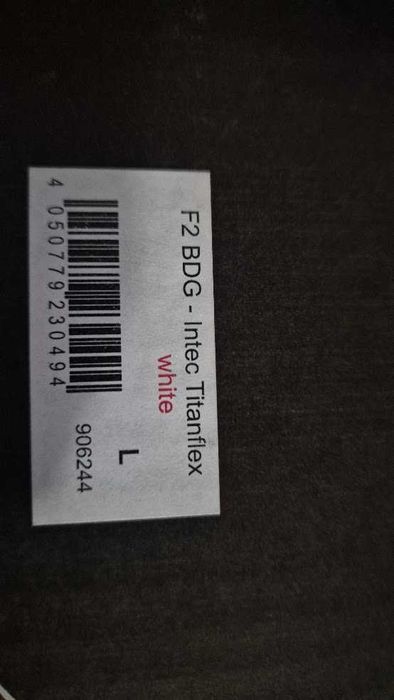 F2 BDG - Intec Titanflex
white
L
4 050779 230494
906244